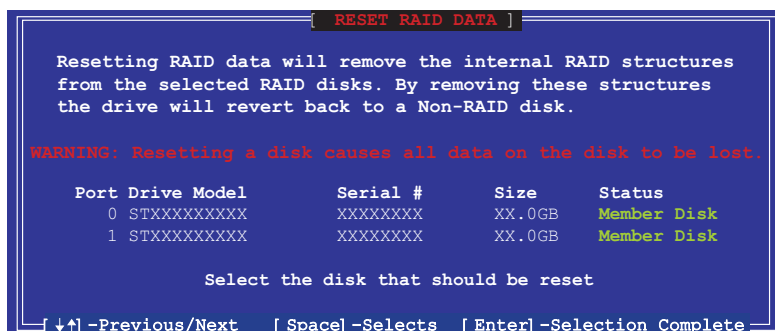 [ RESET RAID DATA ]
Resetting RAID data will remove the internal RAID structures
from the selected RAID disks. By removing these structures
the drive will revert back to a Non-RAID disk.
WARNING: Resetting a disk causes all data on the disk to be lost.
Port Drive Model Serial # Size Status
0 STXXXXXXXXX XXXXXXXX XX.0GB Member Disk
1 STXXXXXXXXX XXXXXXXX XX.0GB Member Disk
Select the disk that should be reset
[↓↑]-Previous/Next [Space]-Selects [Enter]-Selection Complete